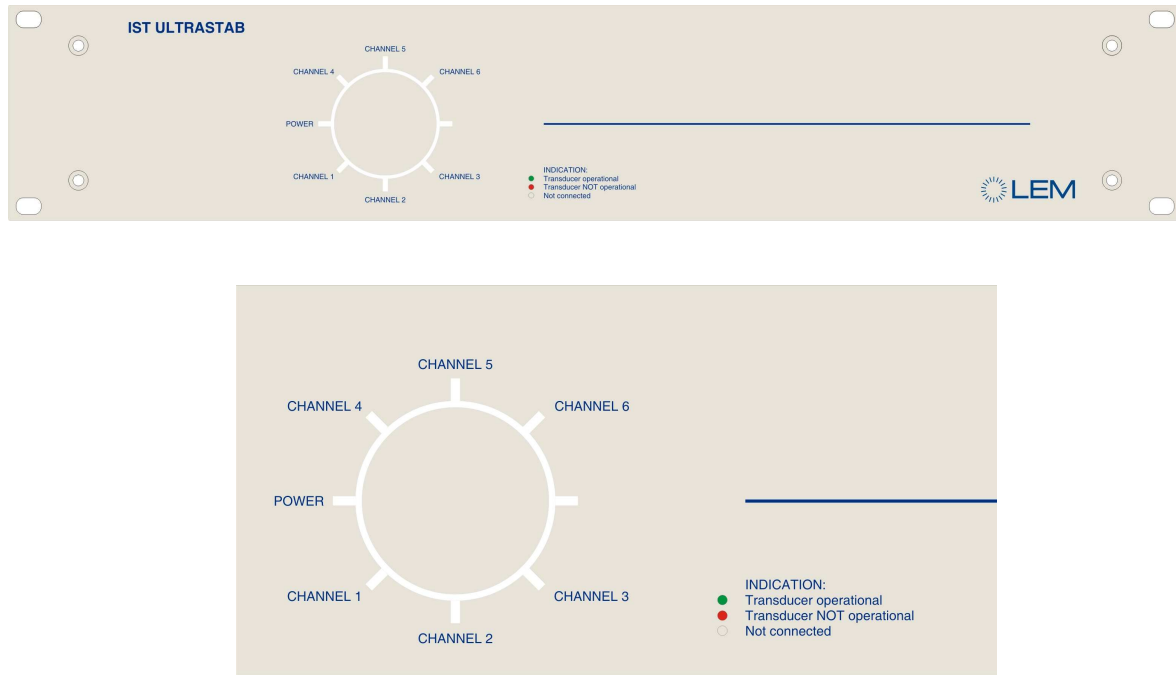 IST ULTRASTAB
CHANNEL 5
CHANNEL 4
CHANNEL 6
POWER
CHANNEL 1
CHANNEL 3
CHANNEL 2
INDICATION:
Transducer operational
Transducer NOT operational
Not connected
LEM
CHANNEL 5
CHANNEL 4
CHANNEL 6
POWER
CHANNEL 1
CHANNEL 3
CHANNEL 2
INDICATION:
Transducer operational
Transducer NOT operational
Not connected